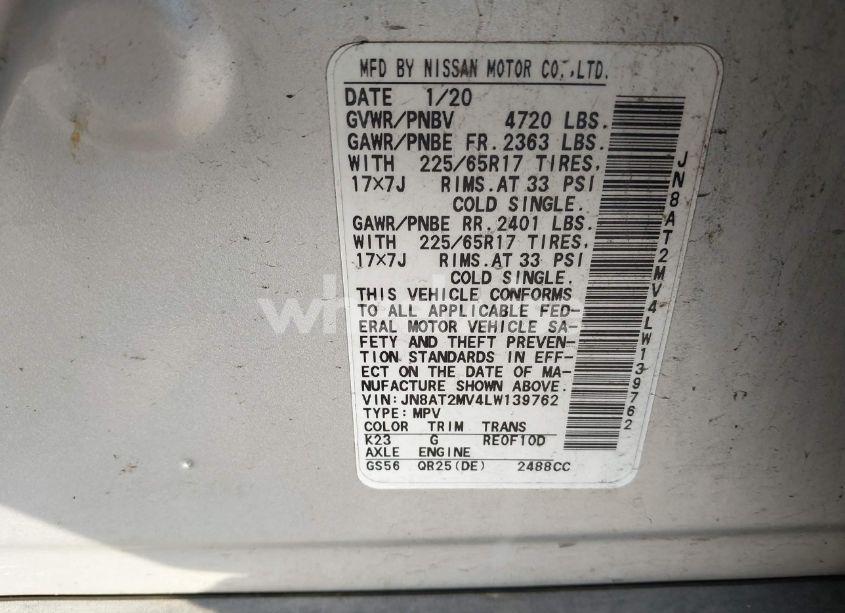 MFD BY NISSAN MOTOR CO.,LTD.
DATE 1/20
GVWR/PNBV 4720 LBS.
GAWR/PNBE FR. 2363 LBS.
WITH 225/65R17 TIRES,
17×7J RIMS.AT 33 PSI
COLD SINGLE.
GAWR/PNBE RR. 2401 LBS.
WITH 225/65R17 TIRES,
17×7J RIMS.AT 33 PSI
COLD SINGLE.
THIS VEHICLE CONFORMS
TO ALL APPLICABLE FED-
ERAL MOTOR VEHICLE SA-
FETY AND THEFT PREVEN-
TION STANDARDS IN EFF-
ECT ON THE DATE OF MA-
NUFACTURE SHOWN ABOVE.
VIN: JN8AT2MV4LW139762
TYPE: MPV
COLOR TRIM TRANS
K23 G RE0F10D
AXLE ENGINE
GS56 QR25(DE) 2488CC
JN8AT2MV4LW139762